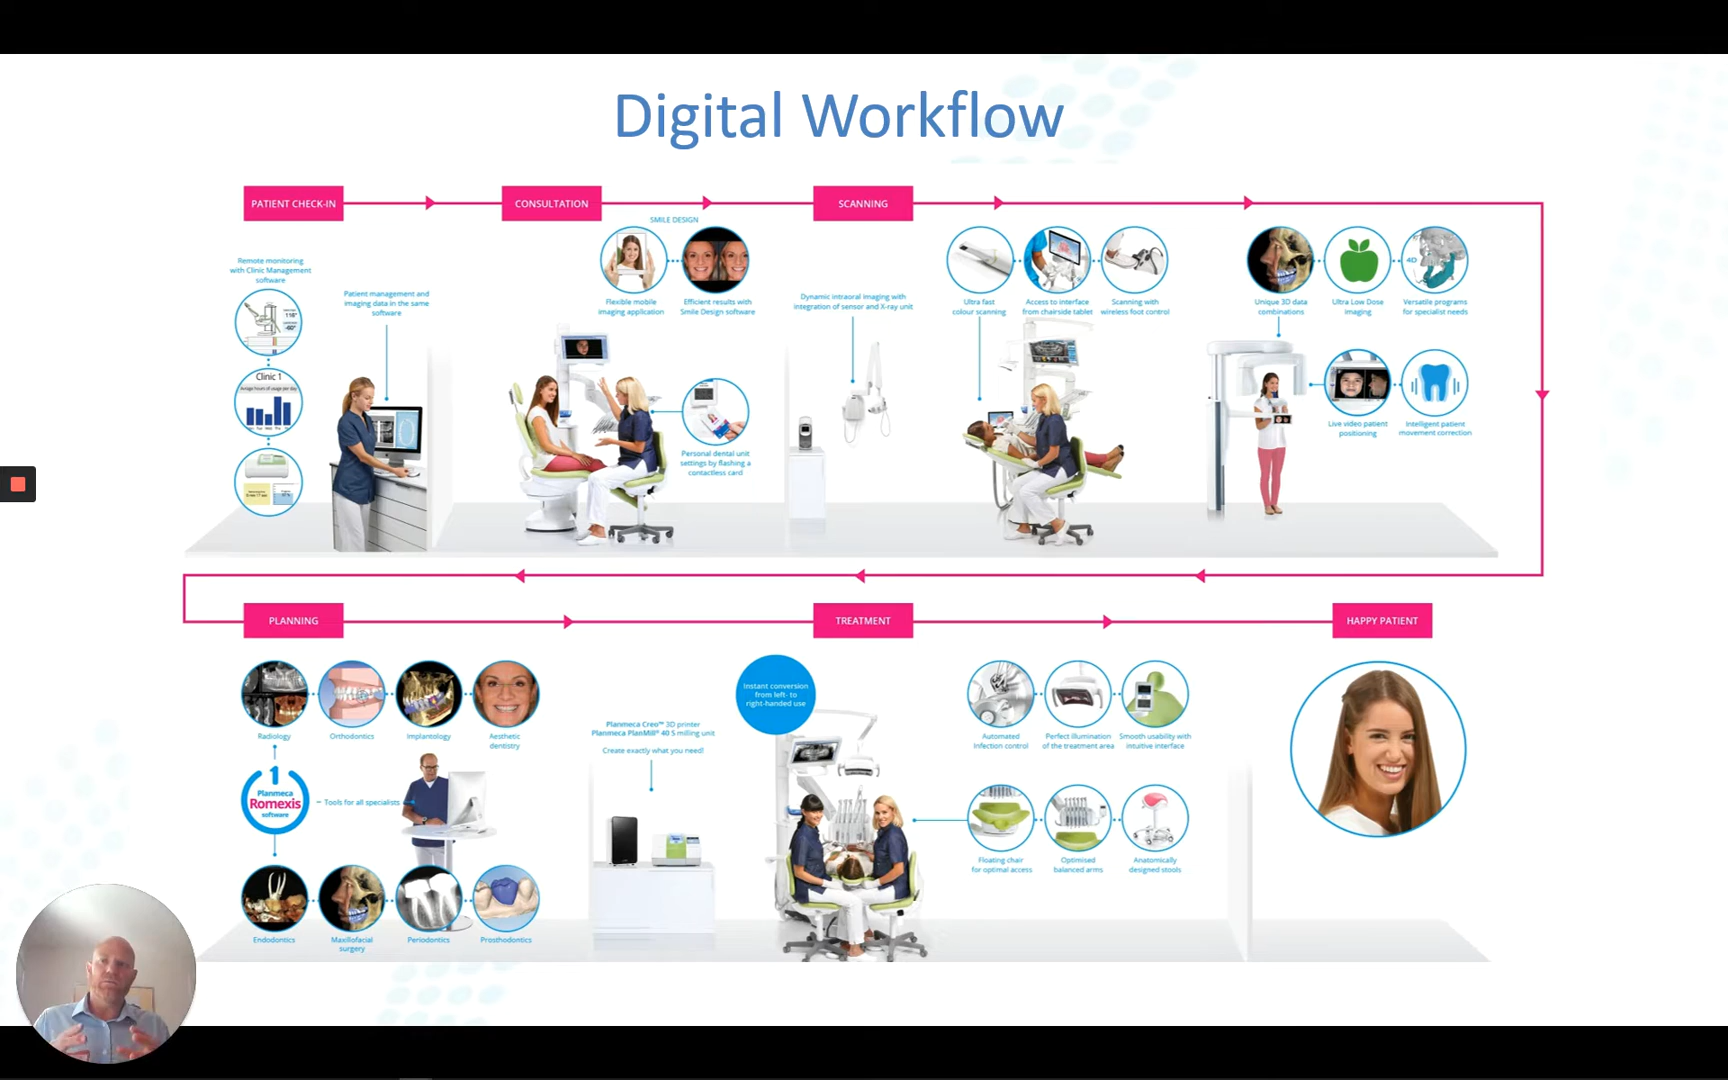 Digital Workflow
PATIENT CHECK-IN
CONSULTATION
SCANNING
SMILE DESIGN
Remote monitoring
with Clinic Management
software
Clinic 1
Patient management and
imaging data in the same
software
Flexible mobile
imaging application
Efficient results with
Smile Design software
Personal dental unit
settings by flashing a
contactless card
Dynamic intraoral imaging with
integration of sensor and X-ray unit
Ultra fast
colour scanning
Access to interface
from chairside tablet
Scanning with
wireless foot control
Unique 3D data
combinations
Ultra Low Dose
imaging
4D
Versatile programs
for specialist needs
Live video patient
positioning
Intelligent patient
movement correction
PLANNING
TREATMENT
HAPPY PATIENT
Radiology
Orthodontics
Implantology
Aesthetic
dentistry
1
Planmeca
Romexis
software
Tools for all specialists
Endodontics
Maxillofacial
surgery
Periodontics
Prosthodontics
Planmeca Creo™ 3D printer
Planmeca PlanMill® 40 S milling unit
Create exactly what you need!
Instant conversion
from left- to
right-handed use
Automated
infection control
Perfect illumination
of the treatment area
Smooth usability with
intuitive interface
Floating chair
for optimal access
Optimised
balanced arms
Anatomically
designed stools